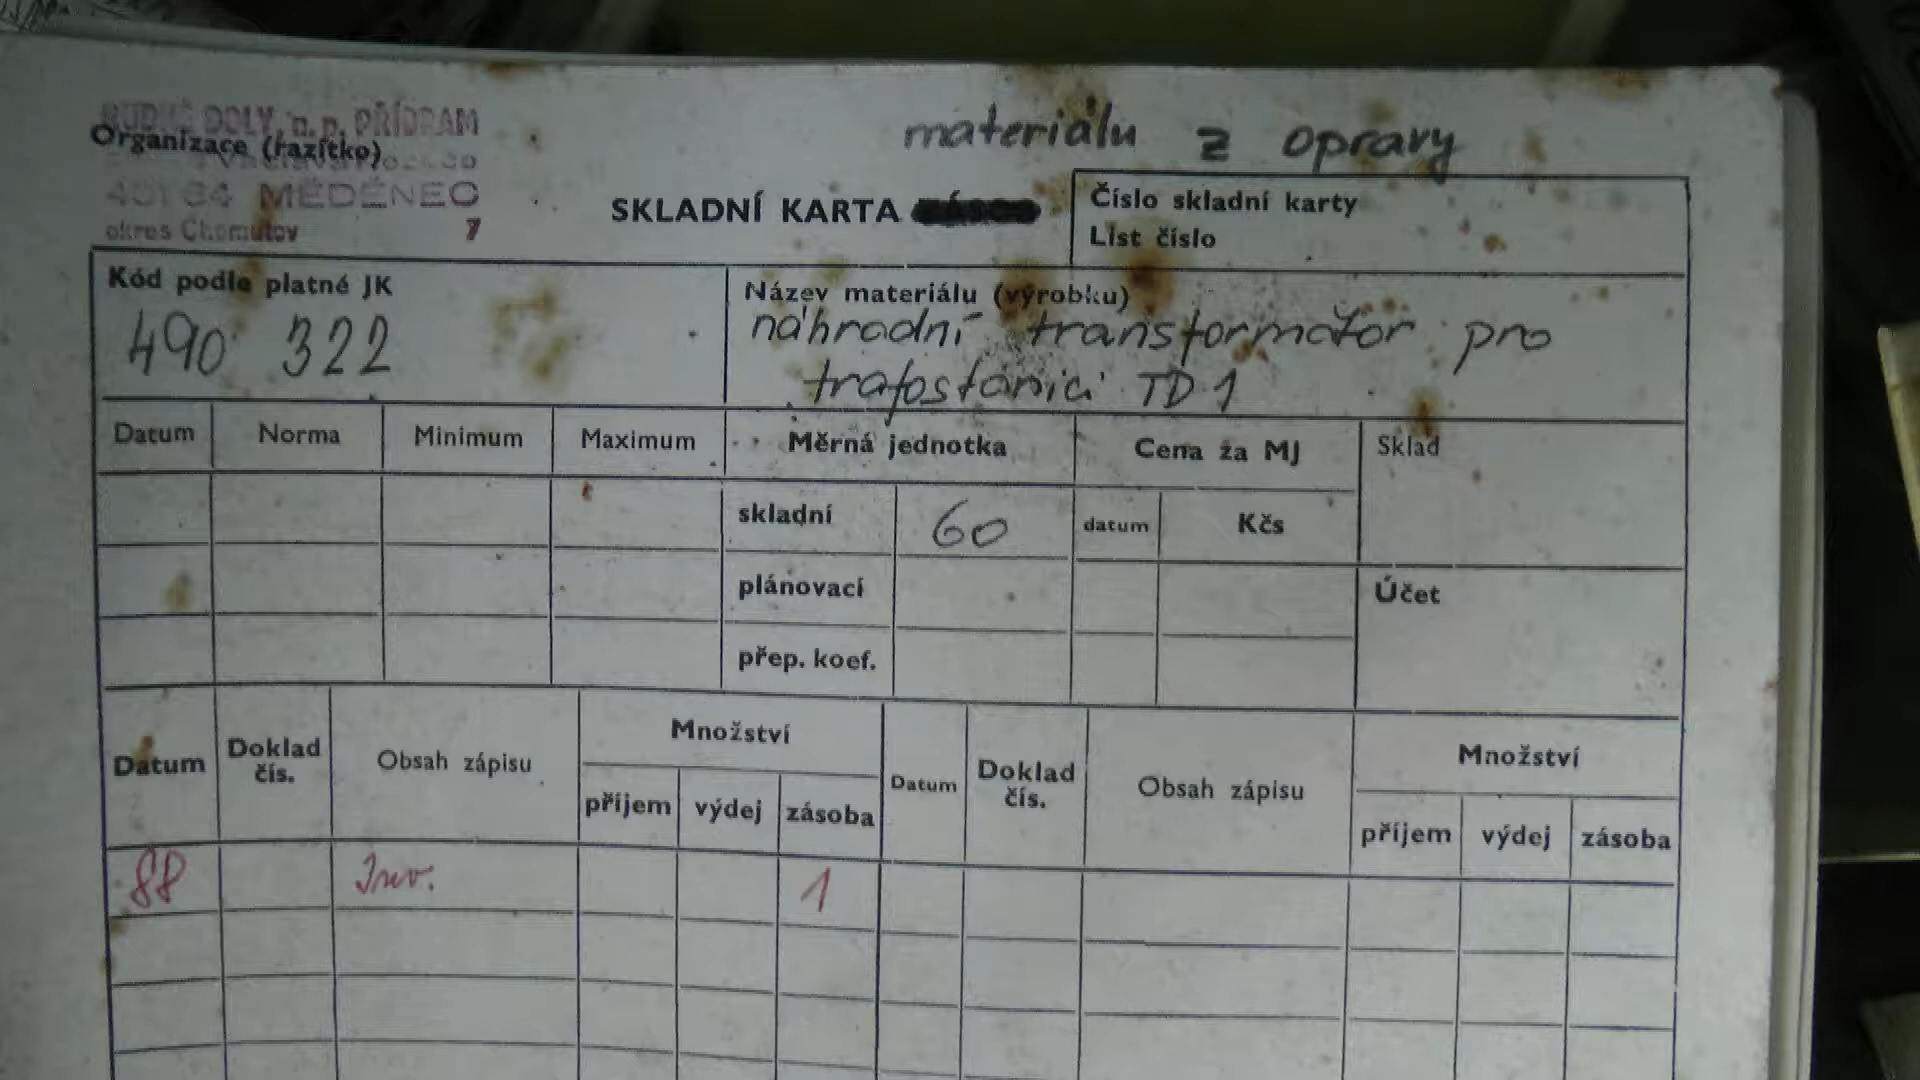 RUDNÉ DOLY, n. p. PŘÍBRAM
Organizace (razítko)
431 84 MĚDĚNEC
okres Chomutov 7
materiálu z opravy
SKLADNÍ KARTA
Číslo skladní karty
List číslo
Kód podle platné JK
490 322
Název materiálu (výrobku)
náhradní transformátor pro
trafostanici TD 1
Datum Norma Minimum Maximum Měrná jednotka Cena za MJ Sklad
skladní 60 datum Kčs
plánovací Účet
přep. koef.
Množství Množství
Datum Doklad čís. Obsah zápisu příjem výdej zásoba Datum Doklad čís. Obsah zápisu příjem výdej zásoba
88 Inv. 1